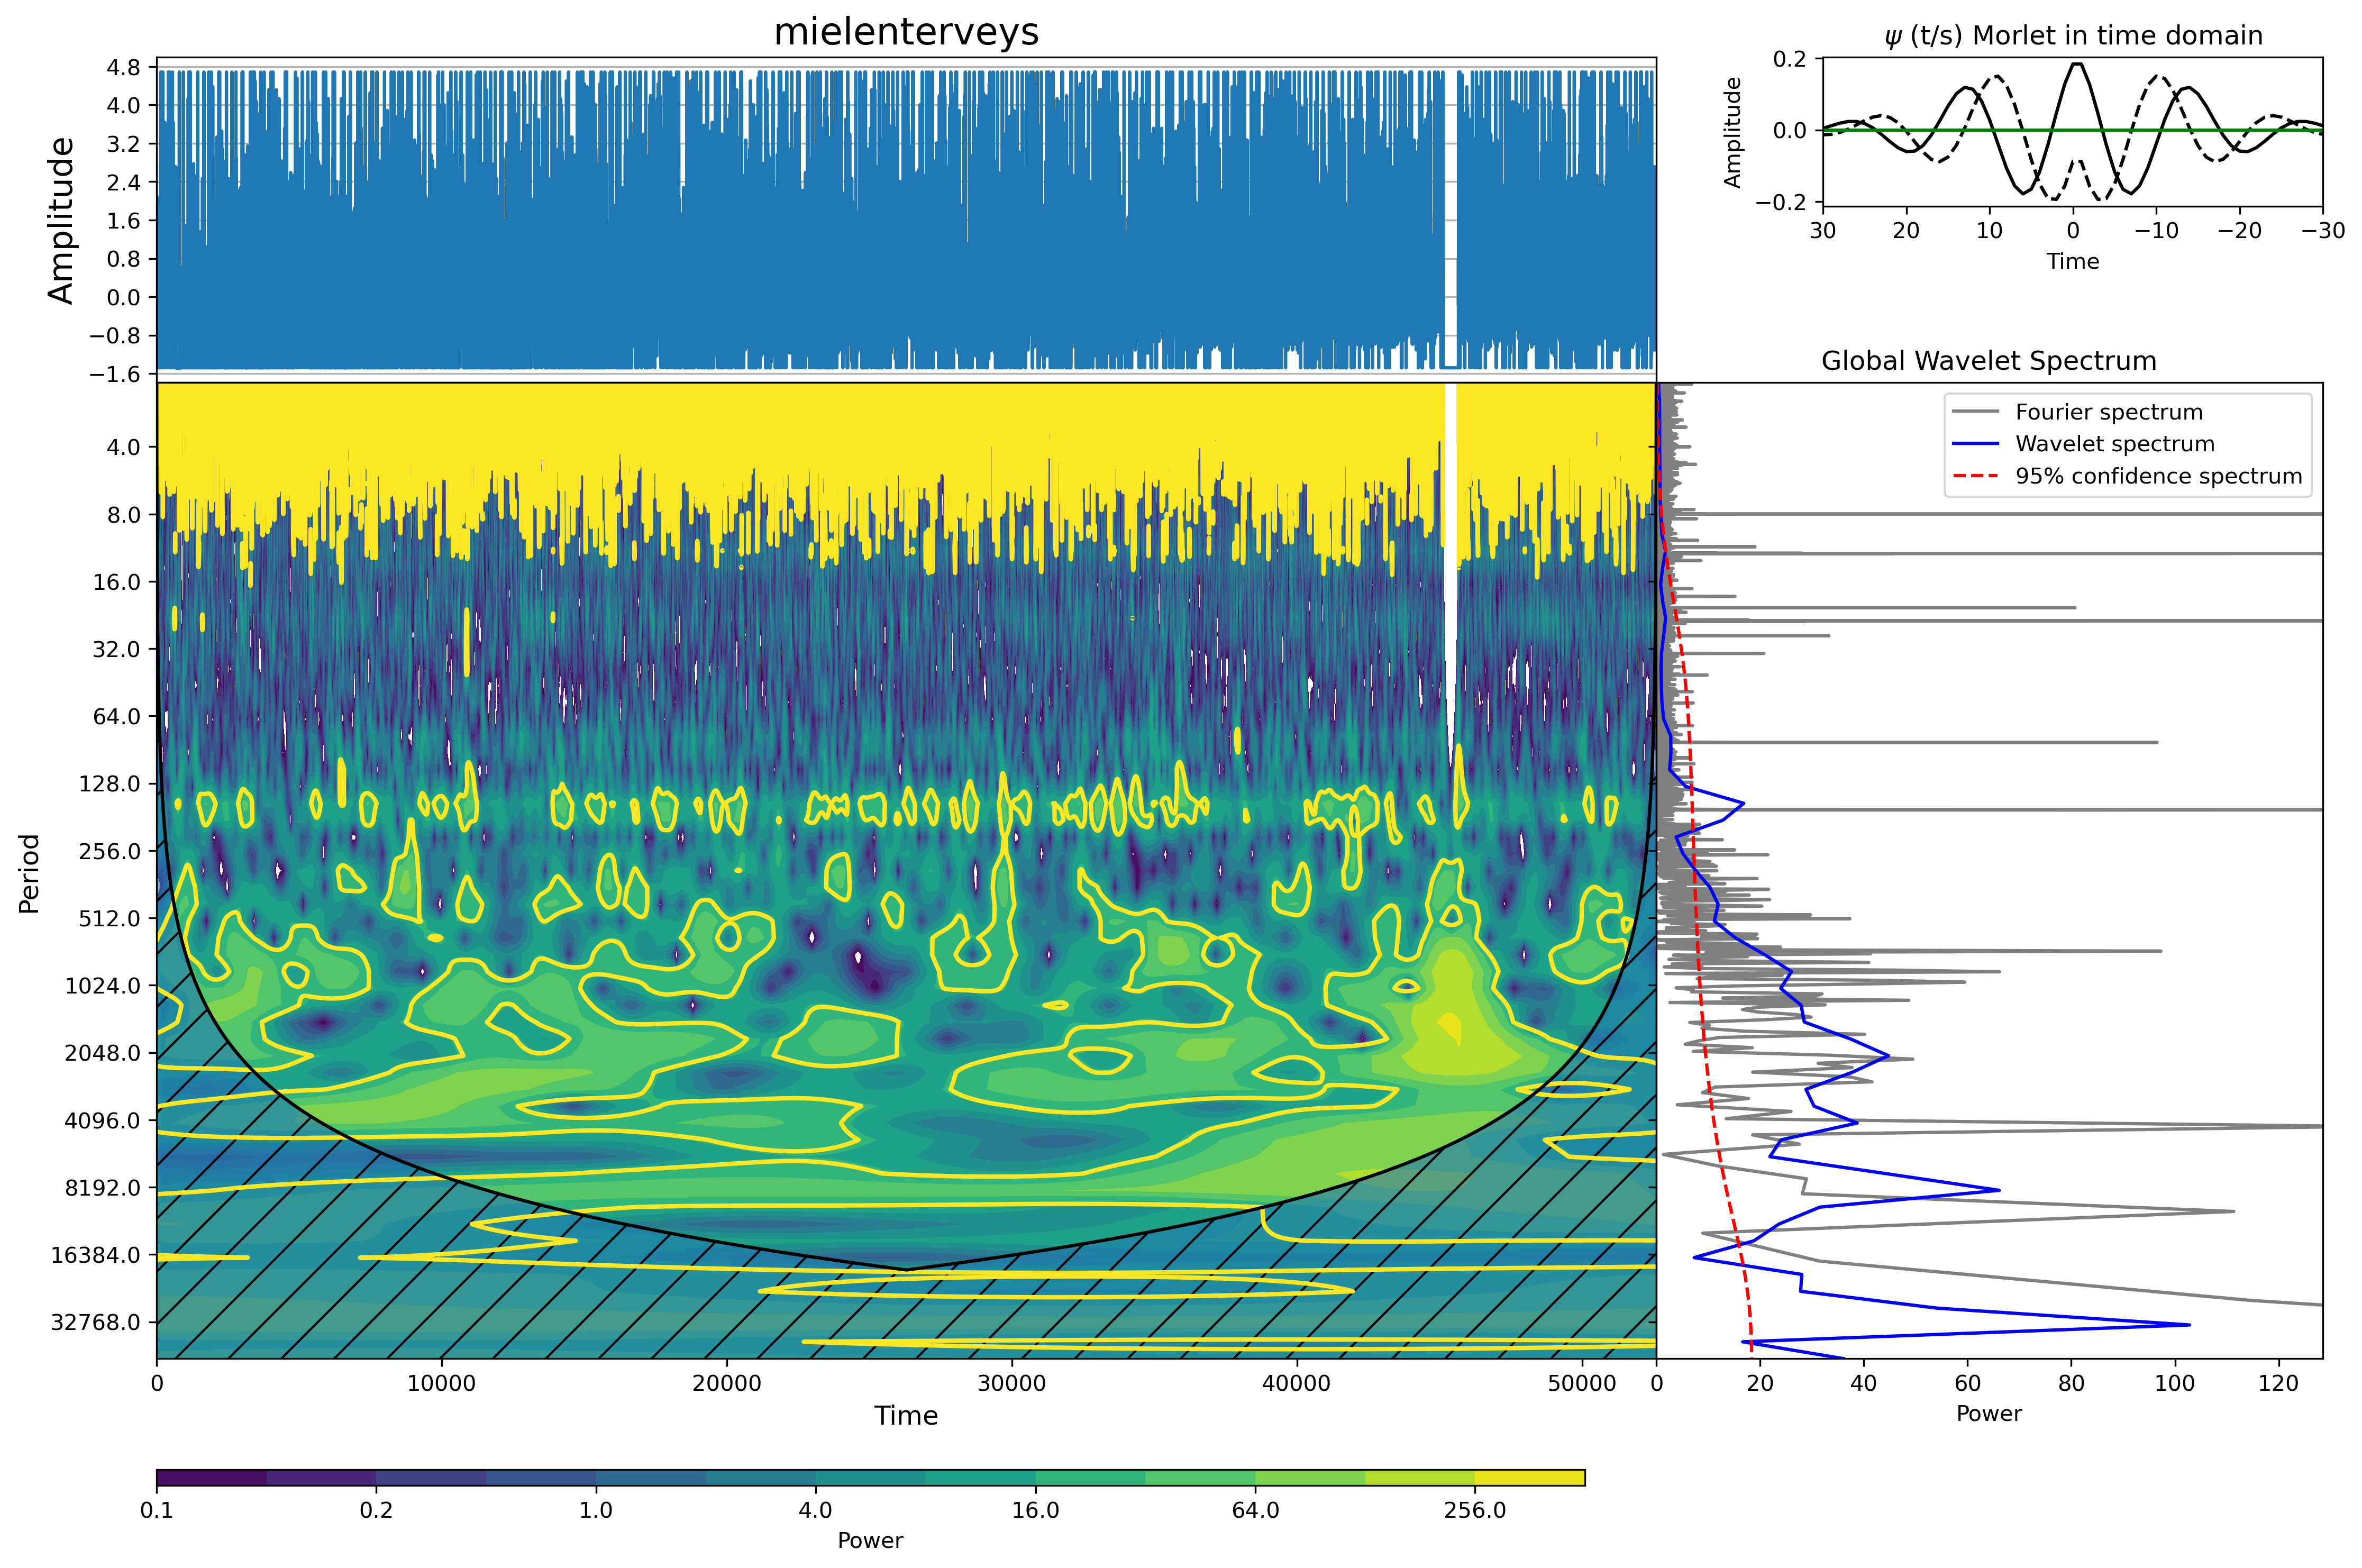 mielenterveys
4.8
4.0
3.2
2.4
1.6
0.8
0.0
−0.8
−1.6
Amplitude
ψ (t/s) Morlet in time domain
0.2
0.0
−0.2
Amplitude
30 20 10 0 −10 −20 −30
Time
Global Wavelet Spectrum
Fourier spectrum
Wavelet spectrum
95% confidence spectrum
4.0
8.0
16.0
32.0
64.0
128.0
256.0
512.0
1024.0
2048.0
4096.0
8192.0
16384.0
32768.0
Period
0 10000 20000 30000 40000 50000
Time
0 20 40 60 80 100 120
Power
0.1 0.2 1.0 4.0 16.0 64.0 256.0
Power